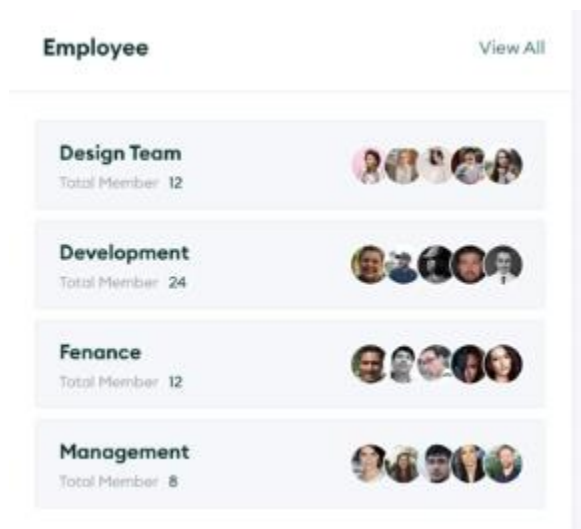 Employee
View All
Design Team
Total Member 12
Development
Total Member 24
Fenance
Total Member 12
Management
Total Member 8